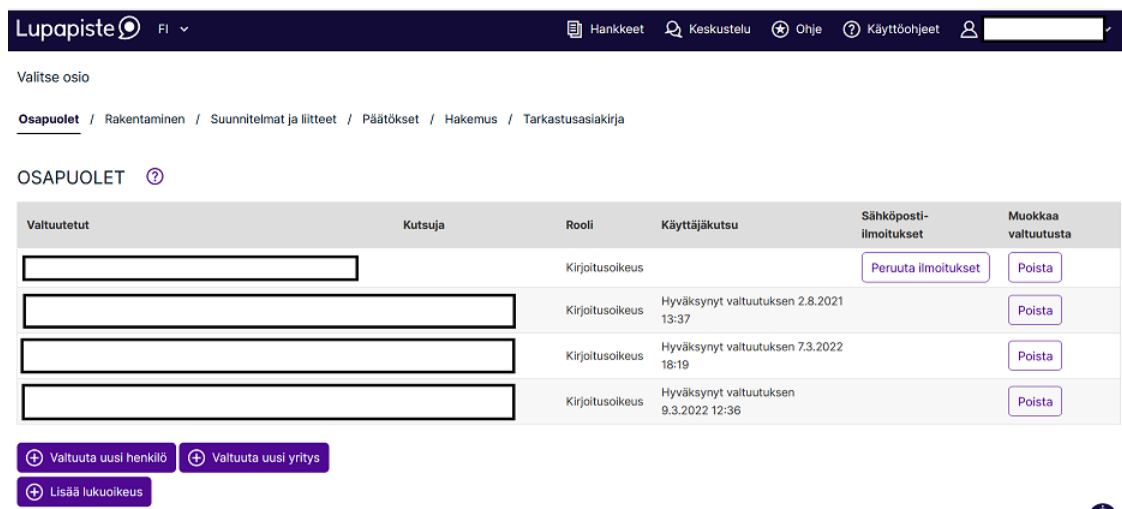 Lupapiste FI Hankkeet Keskustelu Ohje Käyttöohjeet
Valitse osio
Osapuolet / Rakentaminen / Suunnitelmat ja liitteet / Päätökset / Hakemus / Tarkastusasiakirja
OSAPUOLET ?
Valtuutetut Kutsuja Rooli Käyttäjäkutsu Sähköposti-
ilmoitukset Muokkaa
valtuutusta
Kirjoitusoikeus Peruuta ilmoitukset Poista
Kirjoitusoikeus Hyväksynyt valtuutuksen 2.8.2021
13:37 Poista
Kirjoitusoikeus Hyväksynyt valtuutuksen 7.3.2022
18:19 Poista
Kirjoitusoikeus Hyväksynyt valtuutuksen
9.3.2022 12:36 Poista
Valtuuta uusi henkilö Valtuuta uusi yritys
Lisää lukuoikeus